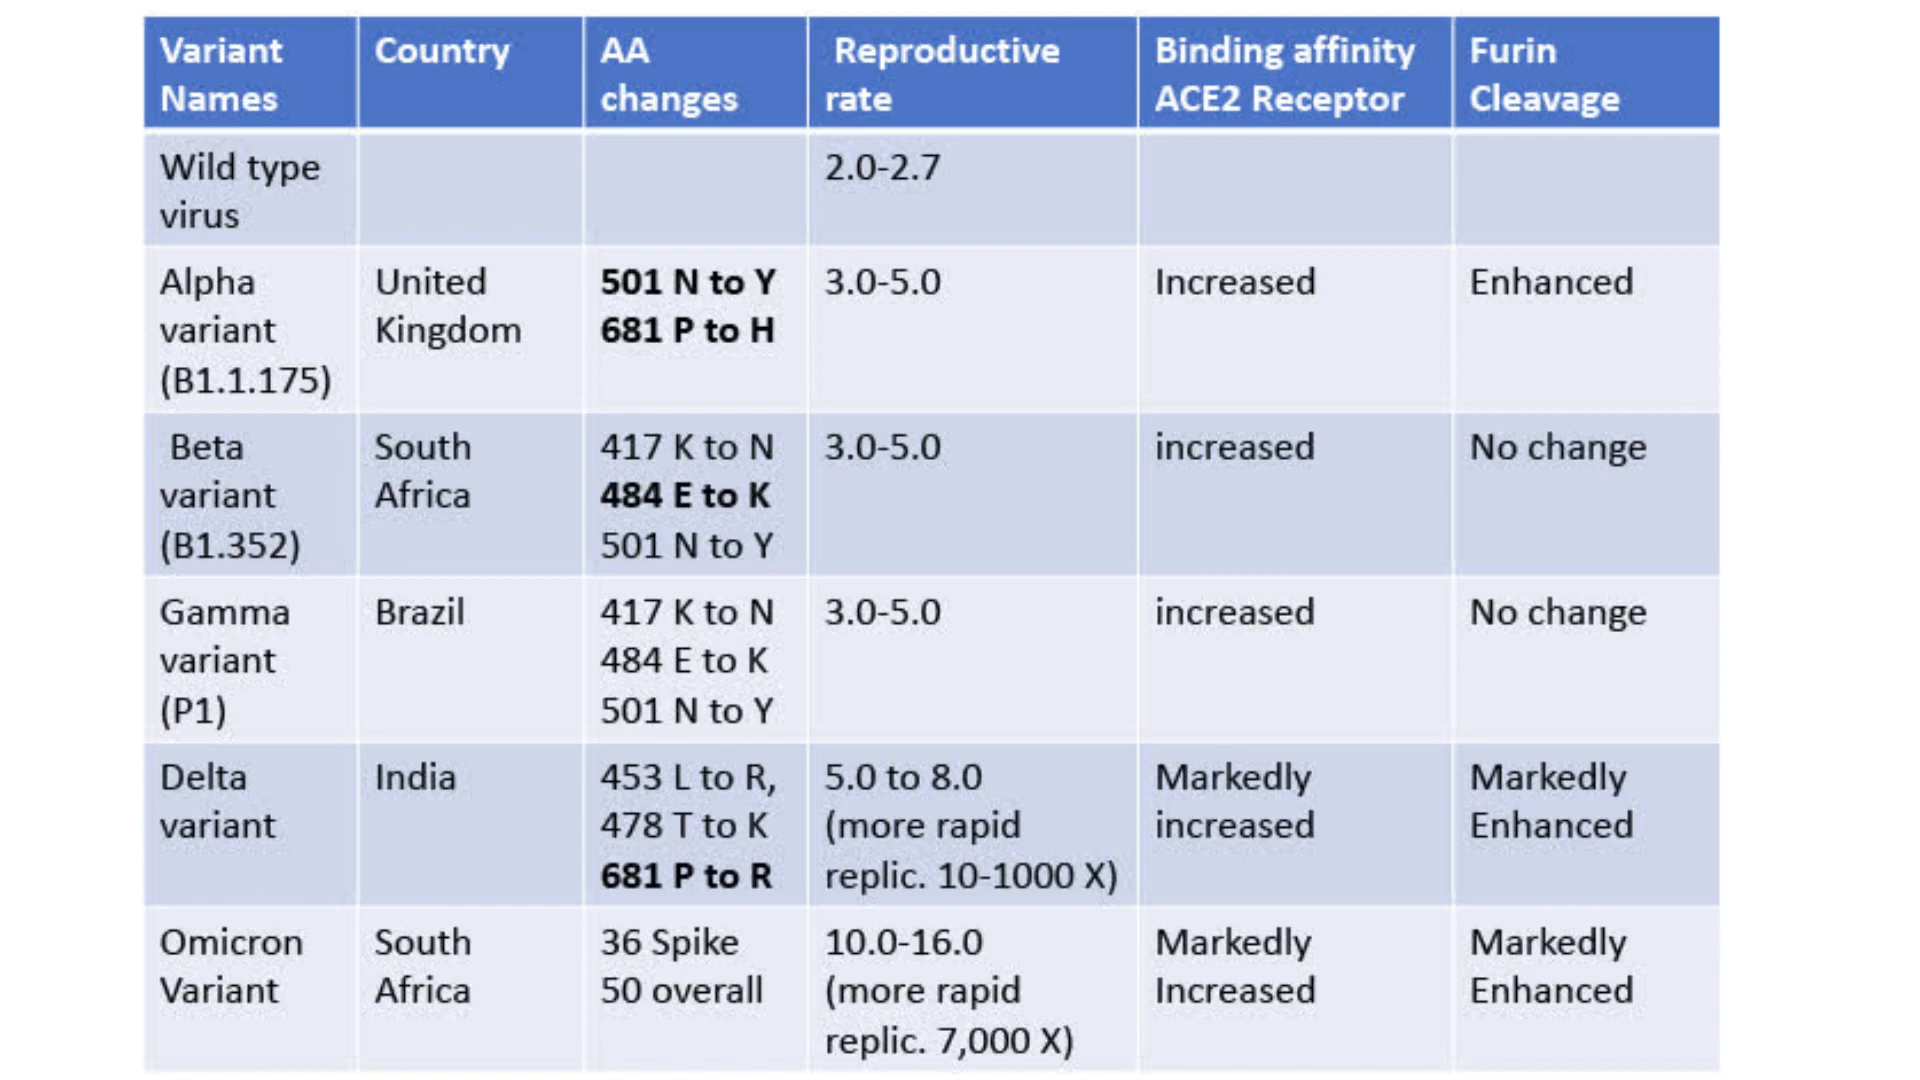 Variant Names
Country
AA changes
Reproductive rate
Binding affinity ACE2 Receptor
Furin Cleavage
Wild type virus
2.0-2.7
Alpha variant (B1.1.175)
United Kingdom
501 N to Y
681 P to H
3.0-5.0
Increased
Enhanced
Beta variant (B1.352)
South Africa
417 K to N
484 E to K
501 N to Y
3.0-5.0
increased
No change
Gamma variant (P1)
Brazil
417 K to N
484 E to K
501 N to Y
3.0-5.0
increased
No change
Delta variant
India
453 L to R,
478 T to K
681 P to R
5.0 to 8.0
(more rapid
replic. 10-1000 X)
Markedly increased
Markedly Enhanced
Omicron Variant
South Africa
36 Spike
50 overall
10.0-16.0
(more rapid
replic. 7,000 X)
Markedly Increased
Markedly Enhanced